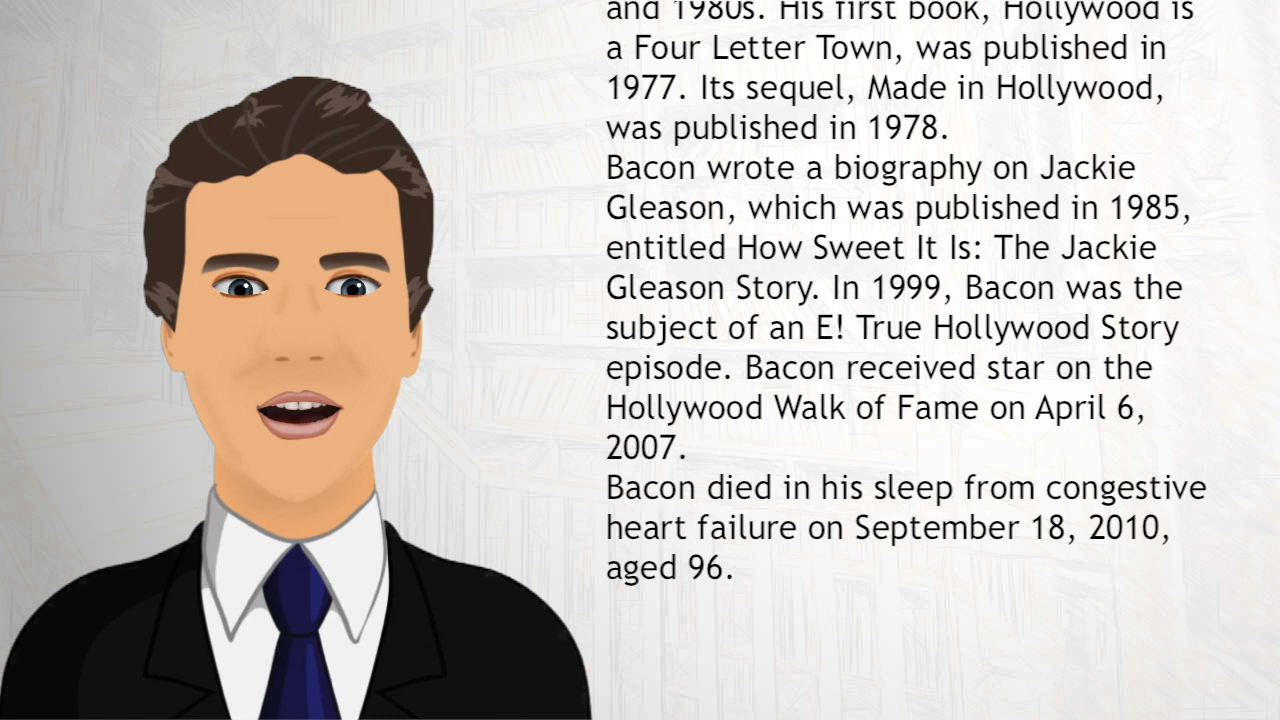 and 1980s. His first book, Hollywood is
a Four Letter Town, was published in
1977. Its sequel, Made in Hollywood,
was published in 1978.
Bacon wrote a biography on Jackie
Gleason, which was published in 1985,
entitled How Sweet It Is: The Jackie
Gleason Story. In 1999, Bacon was the
subject of an E! True Hollywood Story
episode. Bacon received star on the
Hollywood Walk of Fame on April 6,
2007.
Bacon died in his sleep from congestive
heart failure on September 18, 2010,
aged 96.